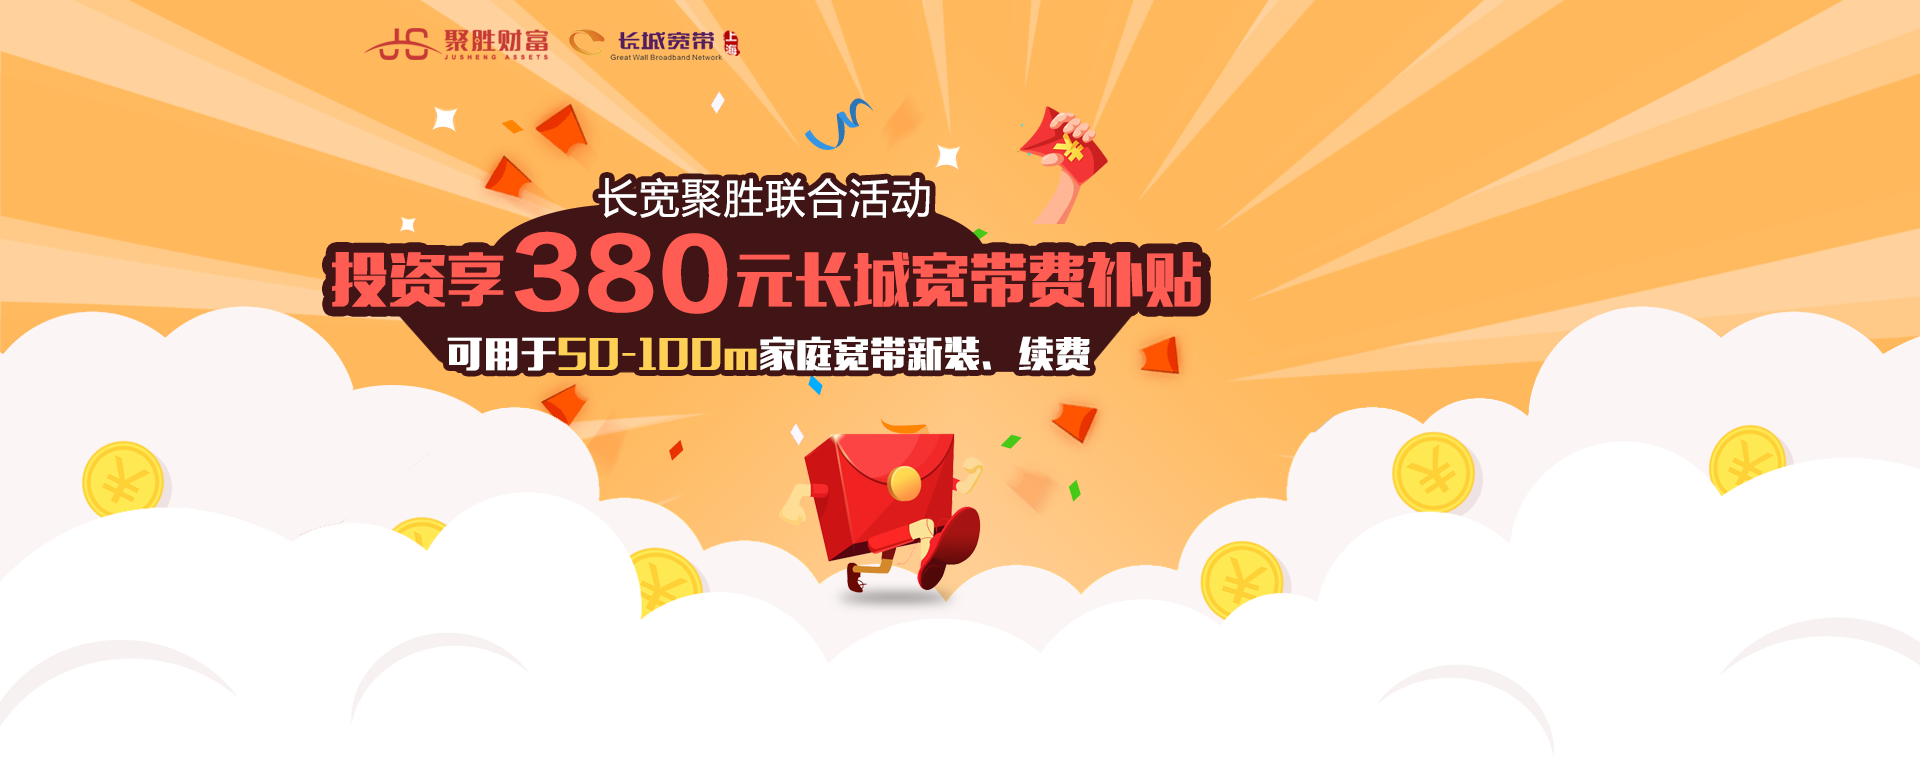 JS 聚胜财富 长城宽带 上海
JUSHENG ASSETS Great Wall Broadband Network
长宽聚胜联合活动
投资享380元长城宽带费补贴
可用于50-100m家庭宽带新装、续费